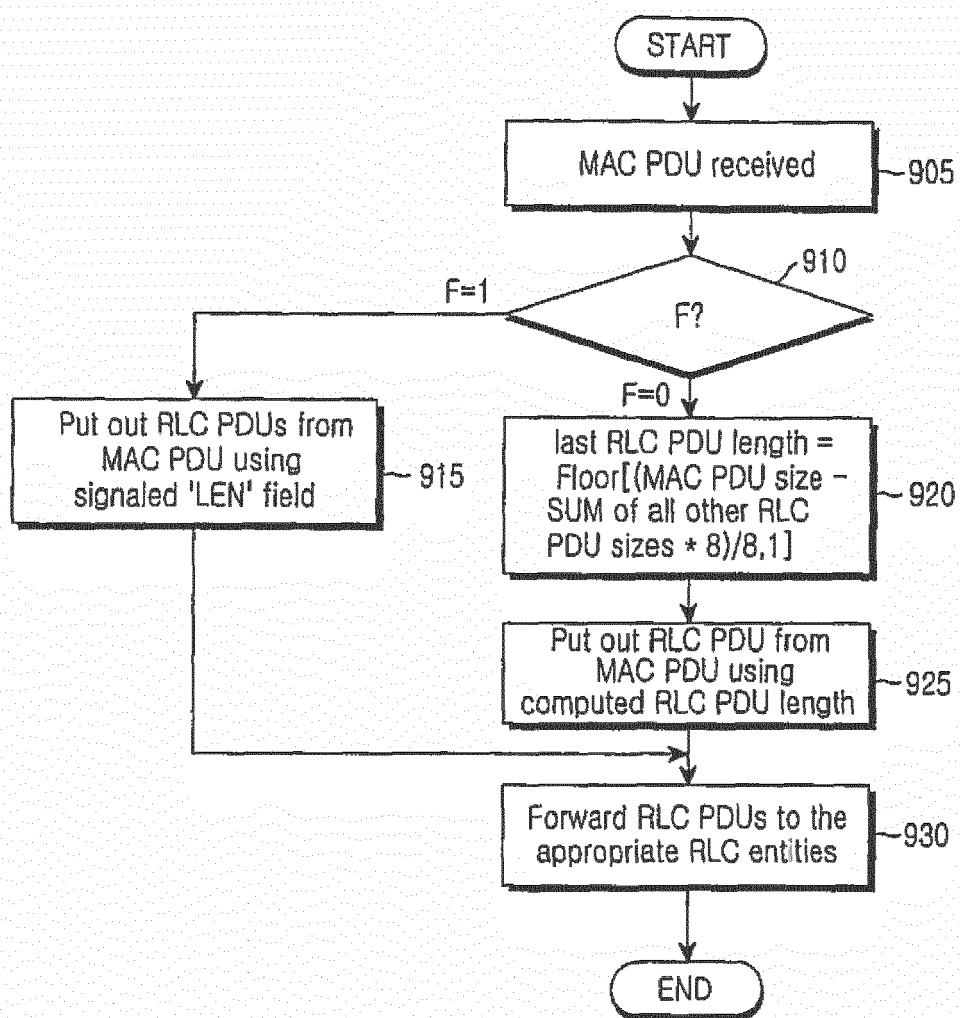 START
MAC PDU received
905
910
F=1
F?
F=0
Put out RLC PDUs from
MAC PDU using
signaled 'LEN' field
915
last RLC PDU length =
Floor[(MAC PDU size –
SUM of all other RLC
PDU sizes * 8)/8,1]
920
Put out RLC PDU from
MAC PDU using
computed RLC PDU length
925
Forward RLC PDUs to the
appropriate RLC entities
930
END